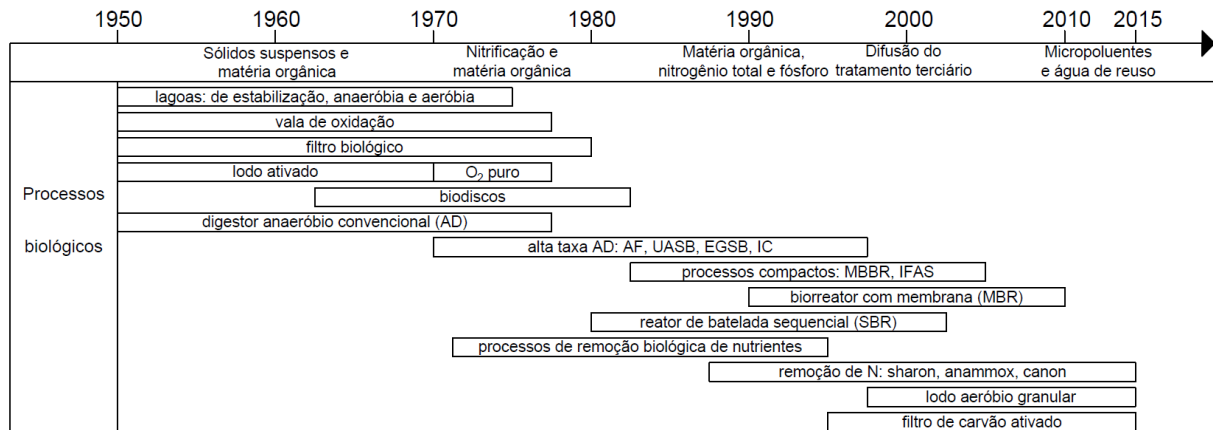 1950 1960 1970 1980 1990 2000 2010 2015
Sólidos suspensos e
matéria orgânica
Nitrificação e
matéria orgânica
Matéria orgânica,
nitrogênio total e fósforo
Difusão do
tratamento terciário
Micropoluentes
e água de reuso
Processos
biológicos
lagoas: de estabilização, anaeróbia e aeróbia
vala de oxidação
filtro biológico
lodo ativado
O₂ puro
biodiscos
digestor anaeróbio convencional (AD)
alta taxa AD: AF, UASB, EGSB, IC
processos compactos: MBBR, IFAS
biorreator com membrana (MBR)
reator de batelada sequencial (SBR)
processos de remoção biológica de nutrientes
remoção de N: sharon, anammox, canon
lodo aeróbio granular
filtro de carvão ativado